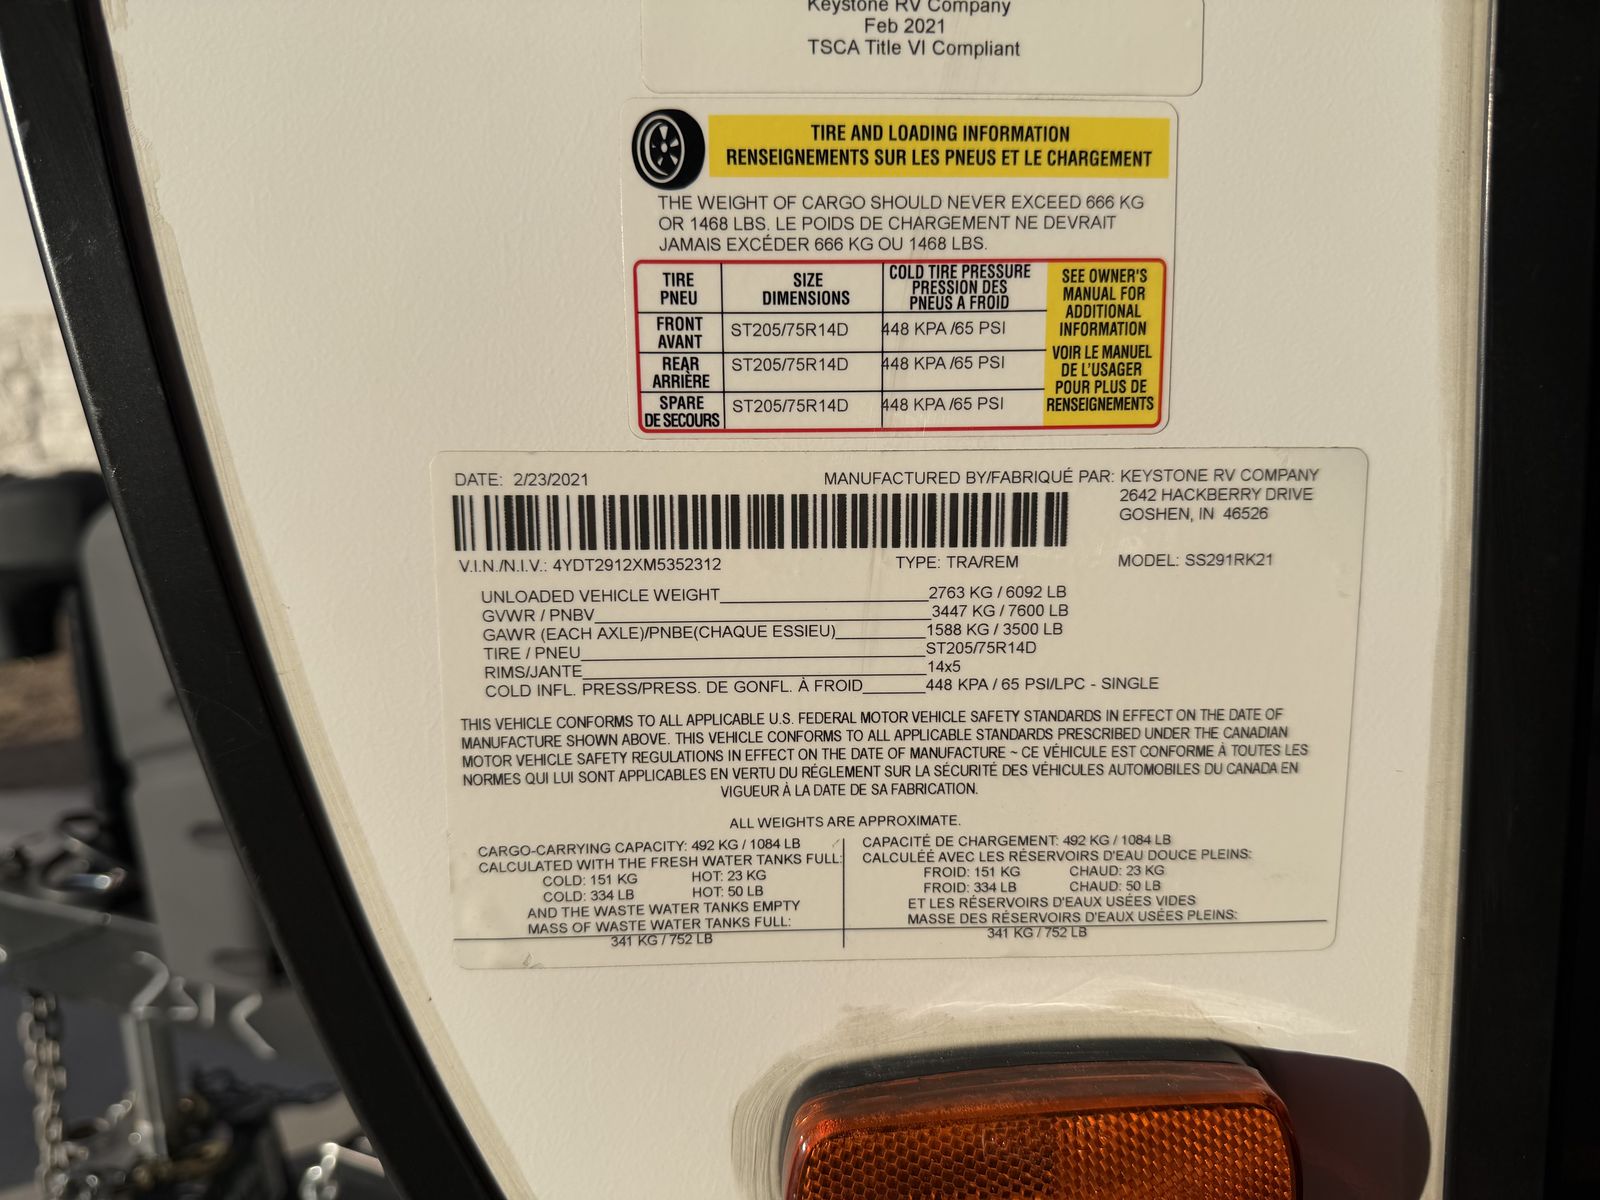 Keystone RV Company
Feb 2021
TSCA Title VI Compliant
TIRE AND LOADING INFORMATION
RENSEIGNEMENTS SUR LES PNEUS ET LE CHARGEMENT
THE WEIGHT OF CARGO SHOULD NEVER EXCEED 666 KG
OR 1468 LBS. LE POIDS DE CHARGEMENT NE DEVRAIT
JAMAIS EXCÉDER 666 KG OU 1468 LBS.
TIRE
PNEU
SIZE
DIMENSIONS
COLD TIRE PRESSURE
PRESSION DES
PNEUS A FROID
FRONT
AVANT
ST205/75R14D
448 KPA /65 PSI
REAR
ARRIÈRE
ST205/75R14D
448 KPA /65 PSI
SPARE
DE SECOURS
ST205/75R14D
448 KPA /65 PSI
SEE OWNER'S
MANUAL FOR
ADDITIONAL
INFORMATION
VOIR LE MANUEL
DE L'USAGER
POUR PLUS DE
RENSEIGNEMENTS
DATE: 2/23/2021
MANUFACTURED BY/FABRIQUÉ PAR: KEYSTONE RV COMPANY
2642 HACKBERRY DRIVE
GOSHEN, IN 46526
V.I.N./N.I.V.: 4YDT2912XM5352312 TYPE: TRA/REM MODEL: SS291RK21
UNLOADED VEHICLE WEIGHT 2763 KG / 6092 LB
GVWR / PNBV 3447 KG / 7600 LB
GAWR (EACH AXLE)/PNBE(CHAQUE ESSIEU) 1588 KG / 3500 LB
TIRE / PNEU ST205/75R14D
RIMS/JANTE 14x5
COLD INFL. PRESS/PRESS. DE GONFL. À FROID 448 KPA / 65 PSI/LPC - SINGLE
THIS VEHICLE CONFORMS TO ALL APPLICABLE U.S. FEDERAL MOTOR VEHICLE SAFETY STANDARDS IN EFFECT ON THE DATE OF
MANUFACTURE SHOWN ABOVE. THIS VEHICLE CONFORMS TO ALL APPLICABLE STANDARDS PRESCRIBED UNDER THE CANADIAN
MOTOR VEHICLE SAFETY REGULATIONS IN EFFECT ON THE DATE OF MANUFACTURE ~ CE VÉHICULE EST CONFORME À TOUTES LES
NORMES QUI LUI SONT APPLICABLES EN VERTU DU RÉGLEMENT SUR LA SÉCURITÉ DES VÉHICULES AUTOMOBILES DU CANADA EN
VIGUEUR À LA DATE DE SA FABRICATION.
ALL WEIGHTS ARE APPROXIMATE.
CARGO-CARRYING CAPACITY: 492 KG / 1084 LB
CALCULATED WITH THE FRESH WATER TANKS FULL:
COLD: 151 KG HOT: 23 KG
COLD: 334 LB HOT: 50 LB
AND THE WASTE WATER TANKS EMPTY
MASS OF WASTE WATER TANKS FULL:
341 KG / 752 LB
CAPACITÉ DE CHARGEMENT: 492 KG / 1084 LB
CALCULÉÉ AVEC LES RÉSERVOIRS D'EAU DOUCE PLEINS:
FROID: 151 KG CHAUD: 23 KG
FROID: 334 LB CHAUD: 50 LB
ET LES RÉSERVOIRS D'EAUX USÉES VIDES
MASSE DES RÉSERVOIRS D'EAUX USÉES PLEINS:
341 KG / 752 LB